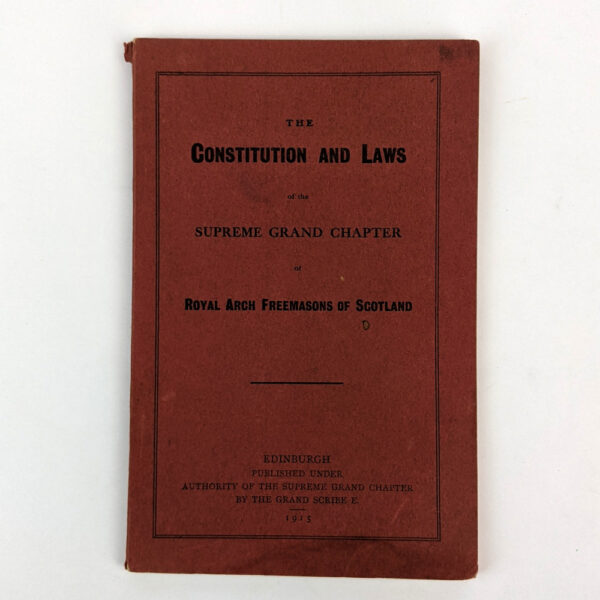 THE
CONSTITUTION AND LAWS
of the
SUPREME GRAND CHAPTER
of
ROYAL ARCH FREEMASONS OF SCOTLAND
EDINBURGH
PUBLISHED UNDER
AUTHORITY OF THE SUPREME GRAND CHAPTER
BY THE GRAND SCRIBE E.
1915